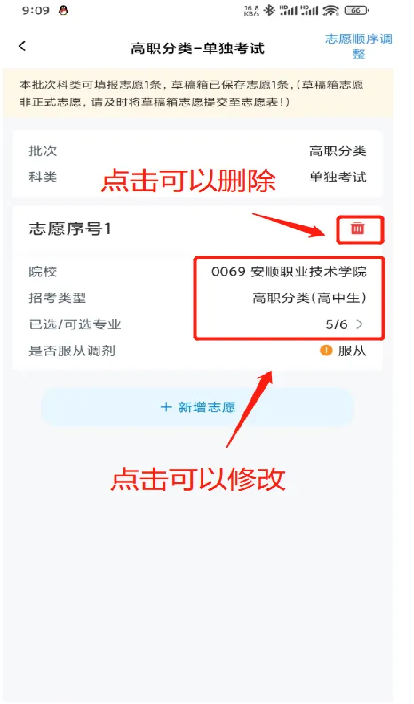 9:09
16.8 KB/s HD HD 66
高职分类-单独考试
志愿顺序调
整
本批次科类可填报志愿1条，草稿箱已保存志愿1条，(草稿箱志愿
非正式志愿，请及时将草稿箱志愿提交至志愿表!)
批次 高职分类
科类 单独考试
点击可以删除
志愿序号1
院校 0069 安顺职业技术学院
招考类型 高职分类(高中生)
已选/可选专业 5/6 >
是否服从调剂 服从
+ 新增志愿
点击可以修改